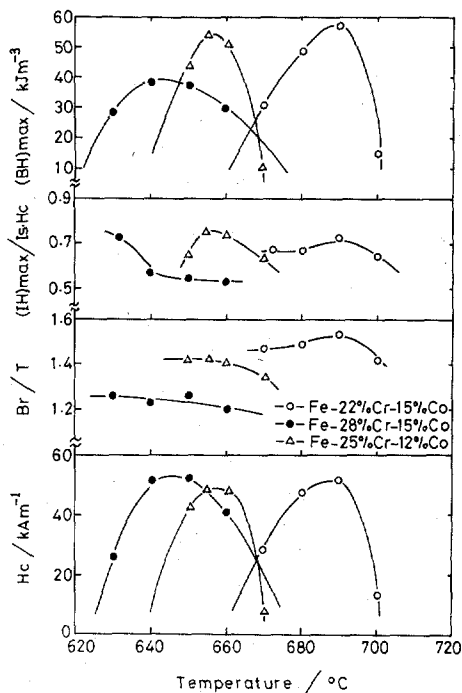 (BH)max / kJm⁻³
60
50
40
30
20
10
(IH)max/Is·Hc
0.9
0.7
0.5
Br / T
1.6
1.4
1.2
–○–Fe–22%Cr–15%Co
–●–Fe–28%Cr–15%Co
–△–Fe–25%Cr–12%Co
Hc / kAm⁻¹
60
40
20
0
620 640 660 680 700 720
Temperature / °C